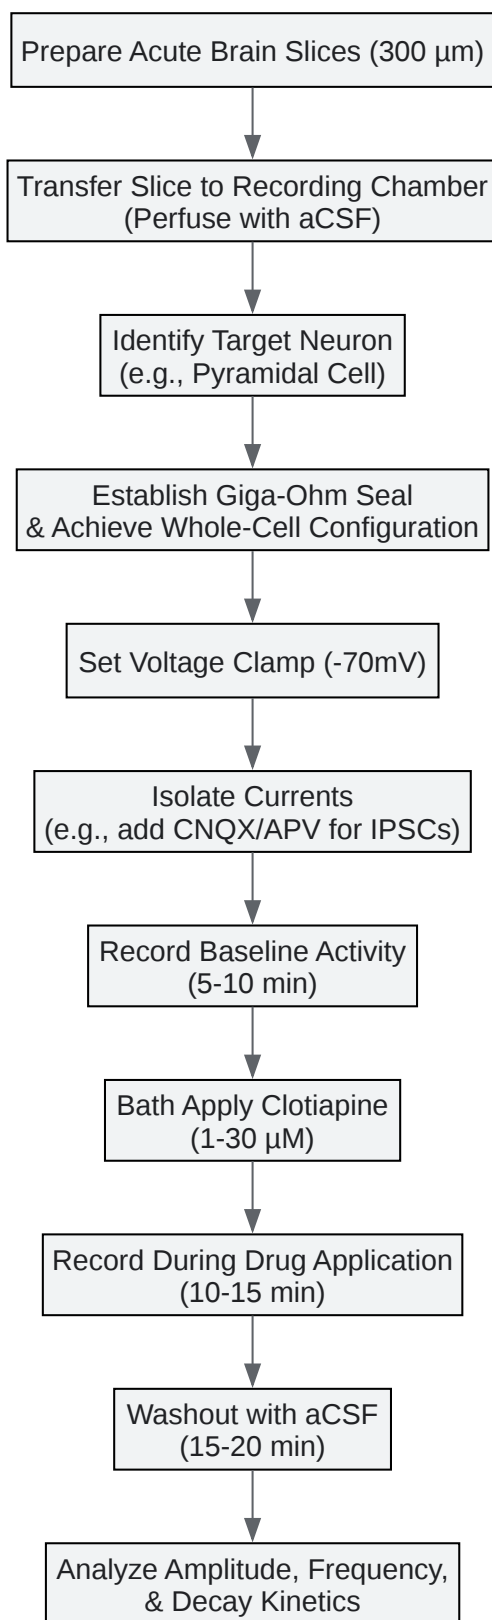 Prepare Acute Brain Slices (300 µm)
Transfer Slice to Recording Chamber
(Perfuse with aCSF)
Identify Target Neuron
(e.g., Pyramidal Cell)
Establish Giga-Ohm Seal
& Achieve Whole-Cell Configuration
Set Voltage Clamp (-70mV)
Isolate Currents
(e.g., add CNQX/APV for IPSCs)
Record Baseline Activity
(5-10 min)
Bath Apply Clotiapine
(1-30 µM)
Record During Drug Application
(10-15 min)
Washout with aCSF
(15-20 min)
Analyze Amplitude, Frequency,
& Decay Kinetics